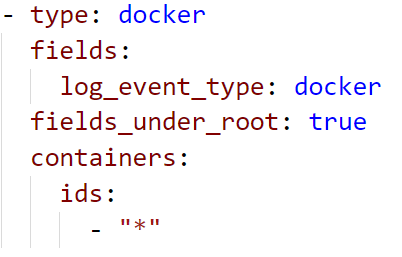 - type: docker
  fields:
    log_event_type: docker
  fields_under_root: true
  containers:
    ids:
      - "*"